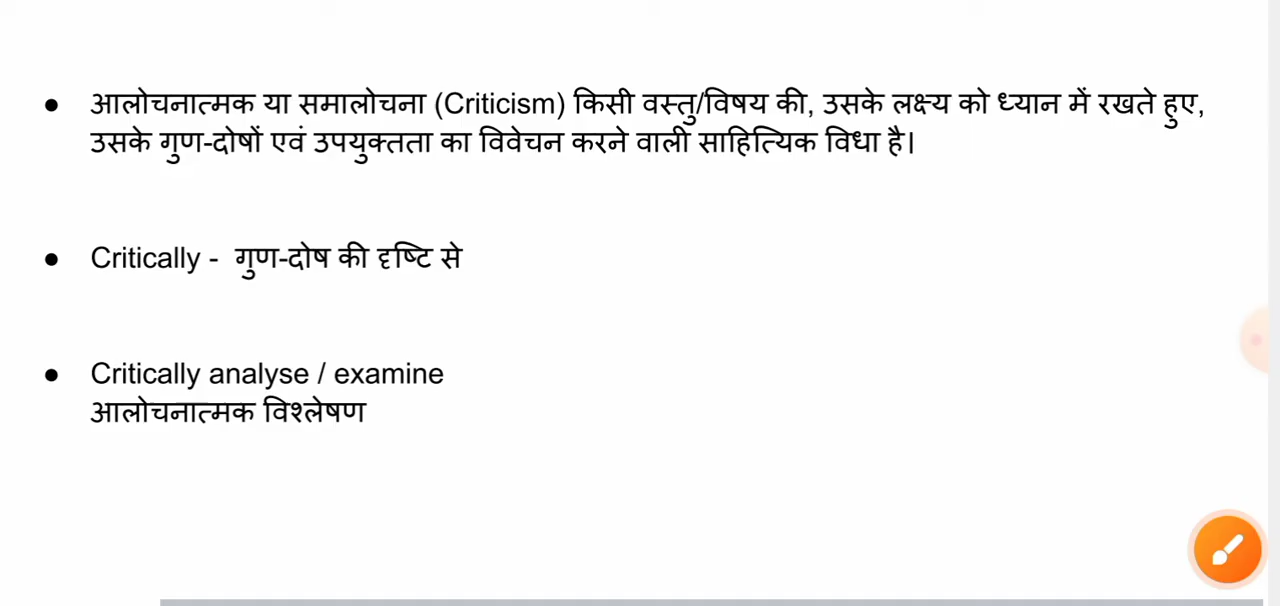 ● आलोचनात्मक या समालोचना (Criticism) किसी वस्तु/विषय की, उसके लक्ष्य को ध्यान में रखते हुए,
उसके गुण-दोषों एवं उपयुक्तता का विवेचन करने वाली साहित्यिक विधा है।
● Critically - गुण-दोष की दृष्टि से
● Critically analyse / examine
आलोचनात्मक विश्लेषण